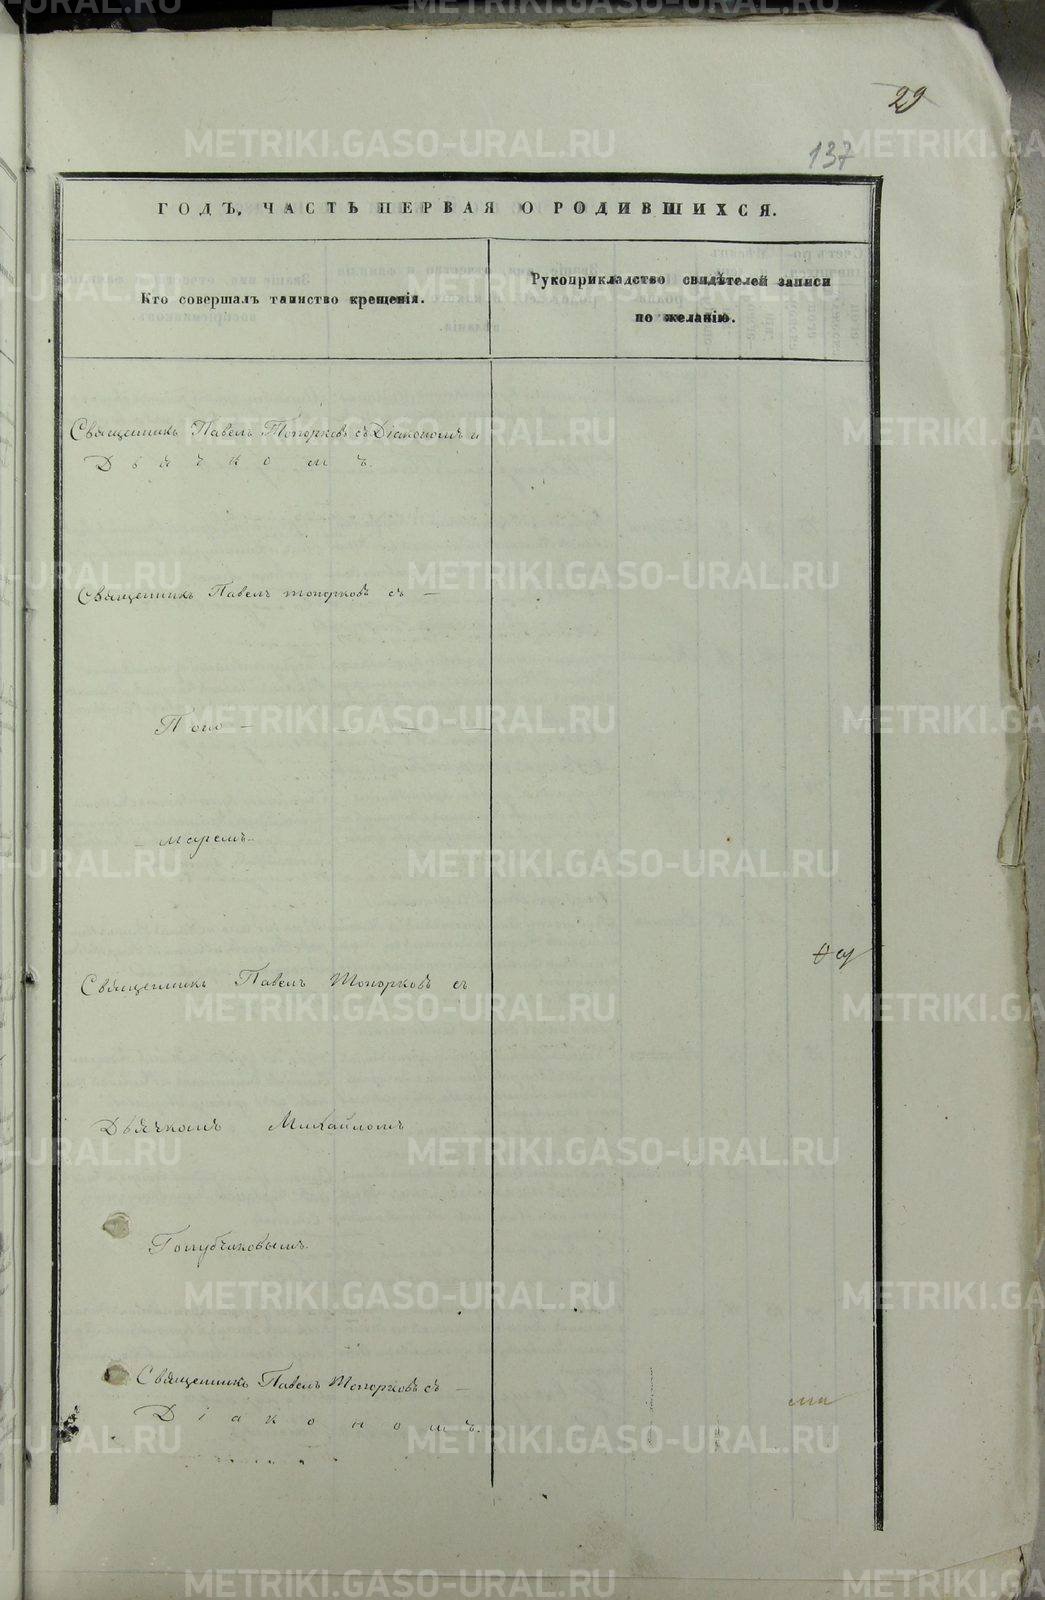 29
137
ГОДЪ, ЧАСТЬ ПЕРВАЯ О РОДИВШИХСЯ.
Кто совершалъ таинство крещенія.
Рукоприкладство свидѣтелей записи
по желанію.
Священникъ Павелъ Топорковъ съ Діакономъ и
Дьячкомъ.
Священникъ Павелъ Топорковъ съ —
Поно —
— маремъ.
Священникъ Павелъ Топорковъ съ
Дьячкомъ Михайломъ
Голубчиковымъ.
Священникъ Павелъ Топорковъ съ —
Діакономъ.
METRIKI.GASO-URAL.RU